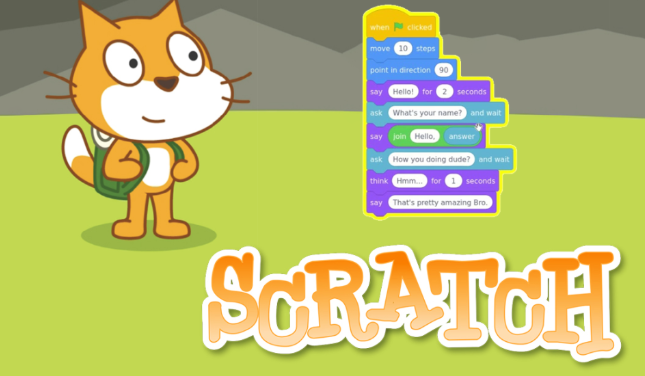 when clicked
move 10 steps
point in direction 90
say Hello! for 2 seconds
ask What's your name? and wait
say join Hello, answer
ask How you doing dude? and wait
think Hmm... for 1 seconds
say That's pretty amazing Bro.
SCRATCH